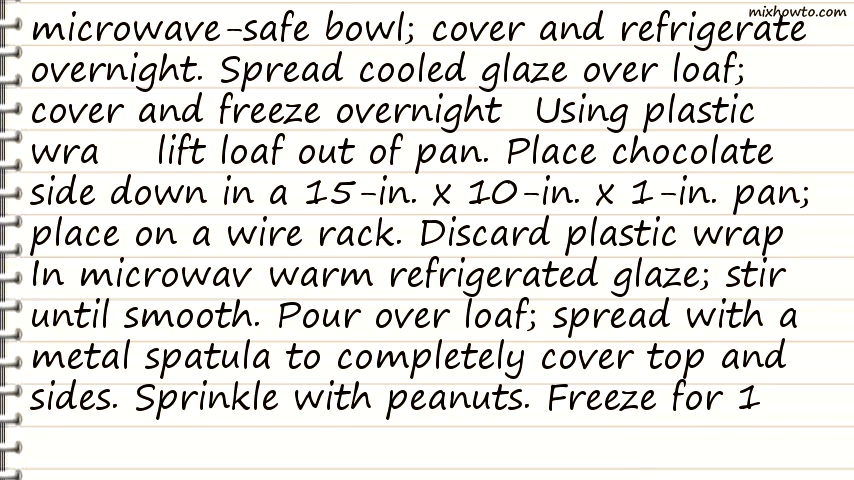 mixhowto.com
microwave-safe bowl; cover and refrigerate
overnight. Spread cooled glaze over loaf;
cover and freeze overnight Using plastic
wra lift loaf out of pan. Place chocolate
side down in a 15-in. x 10-in. x 1-in. pan;
place on a wire rack. Discard plastic wrap
In microwav warm refrigerated glaze; stir
until smooth. Pour over loaf; spread with a
metal spatula to completely cover top and
sides. Sprinkle with peanuts. Freeze for 1